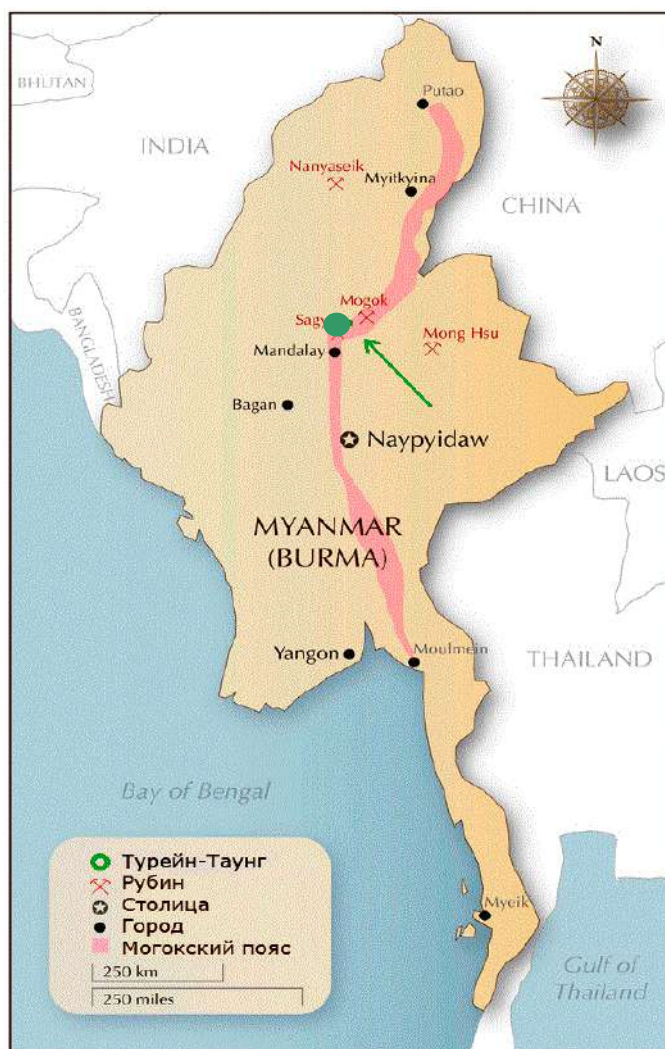 N
BHUTAN
Putao
INDIA
Nanyaseik
Myitkyina
CHINA
BANGLADESH
Mogok
Mong Hsu
Mandalay
Bagan
Naypyidaw
LAOS
MYANMAR
(BURMA)
Yangon
Moulmein
THAILAND
Bay of Bengal
Турейн-Таунг
Рубин
Столица
Город
Могокский пояс
250 km
250 miles
Myeik
Gulf of
Thailand